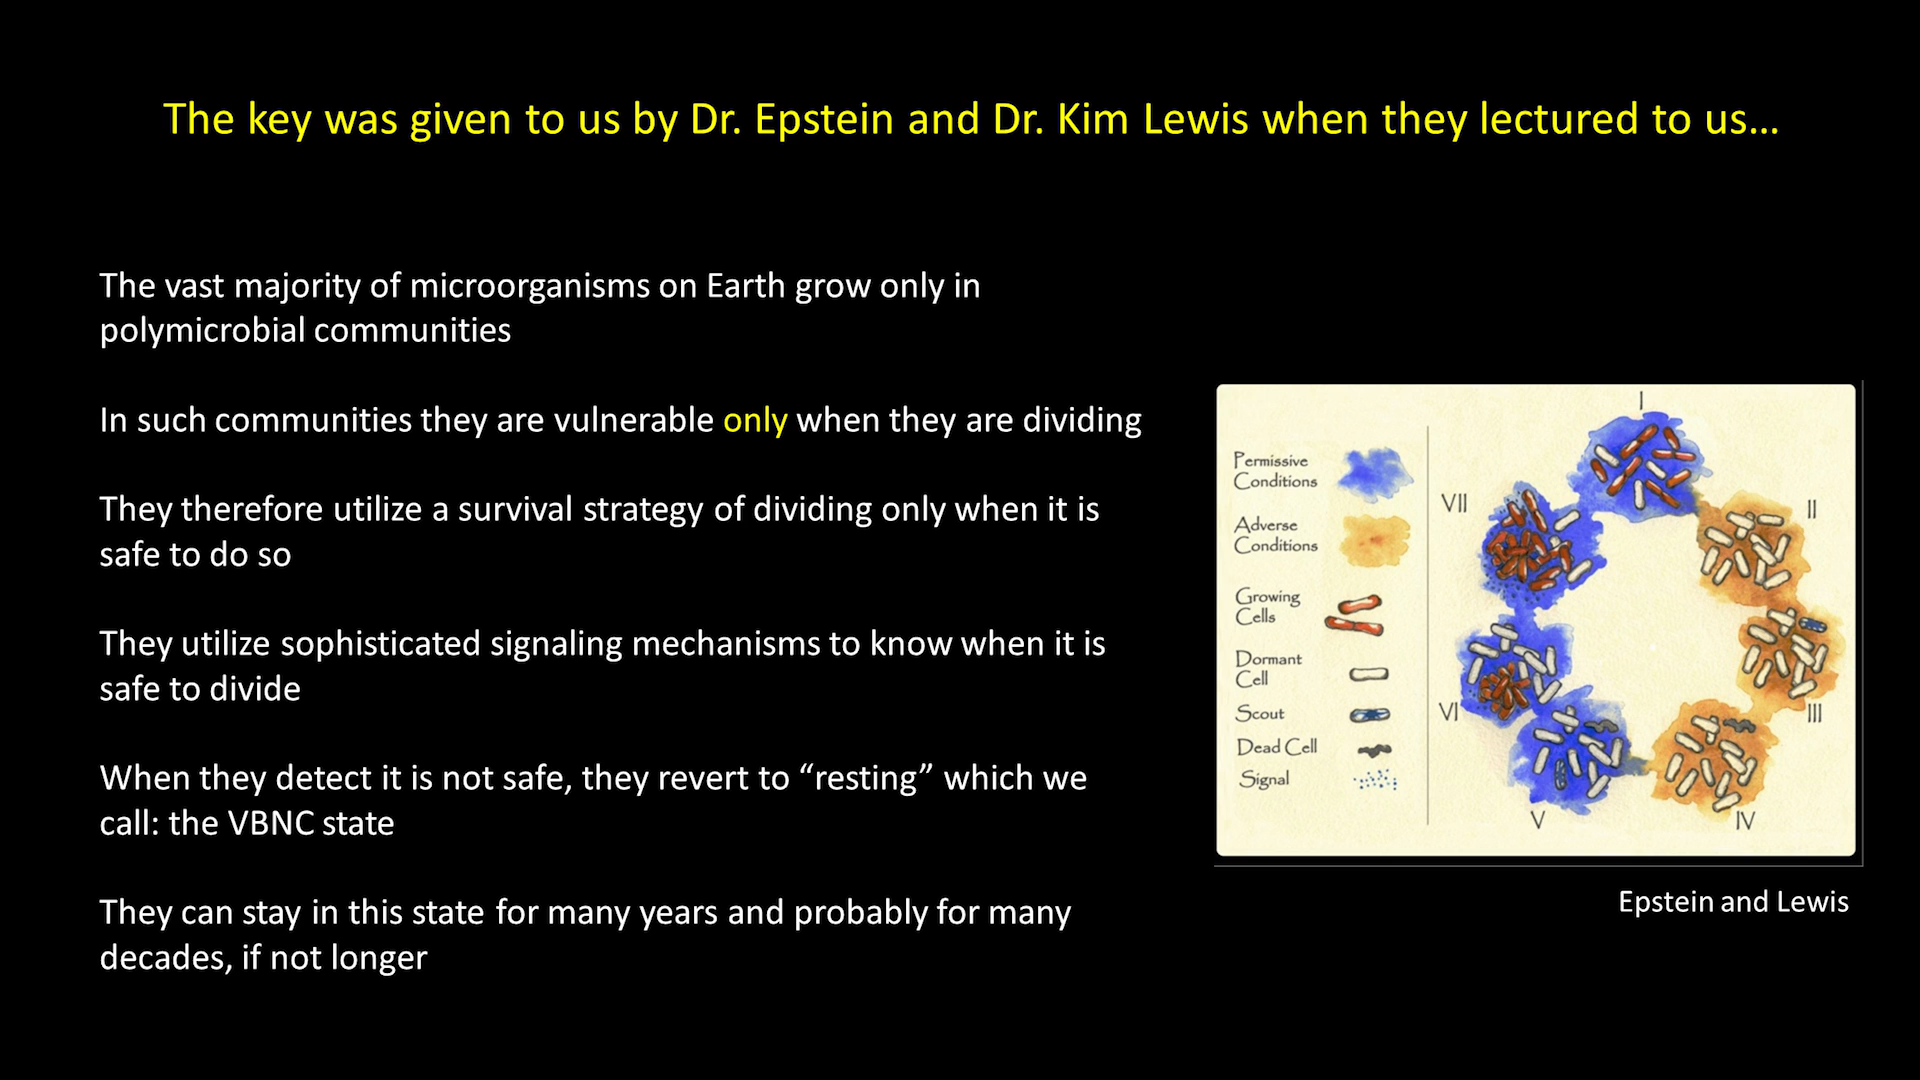 The key was given to us by Dr. Epstein and Dr. Kim Lewis when they lectured to us...
The vast majority of microorganisms on Earth grow only in
polymicrobial communities
In such communities they are vulnerable only when they are dividing
They therefore utilize a survival strategy of dividing only when it is
safe to do so
They utilize sophisticated signaling mechanisms to know when it is
safe to divide
When they detect it is not safe, they revert to “resting” which we
call: the VBNC state
They can stay in this state for many years and probably for many
decades, if not longer
Permissive
Conditions
Adverse
Conditions
Growing
Cells
Dormant
Cell
Scout
Dead Cell
Signal
I
II
III
IV
V
VI
VII
Epstein and Lewis